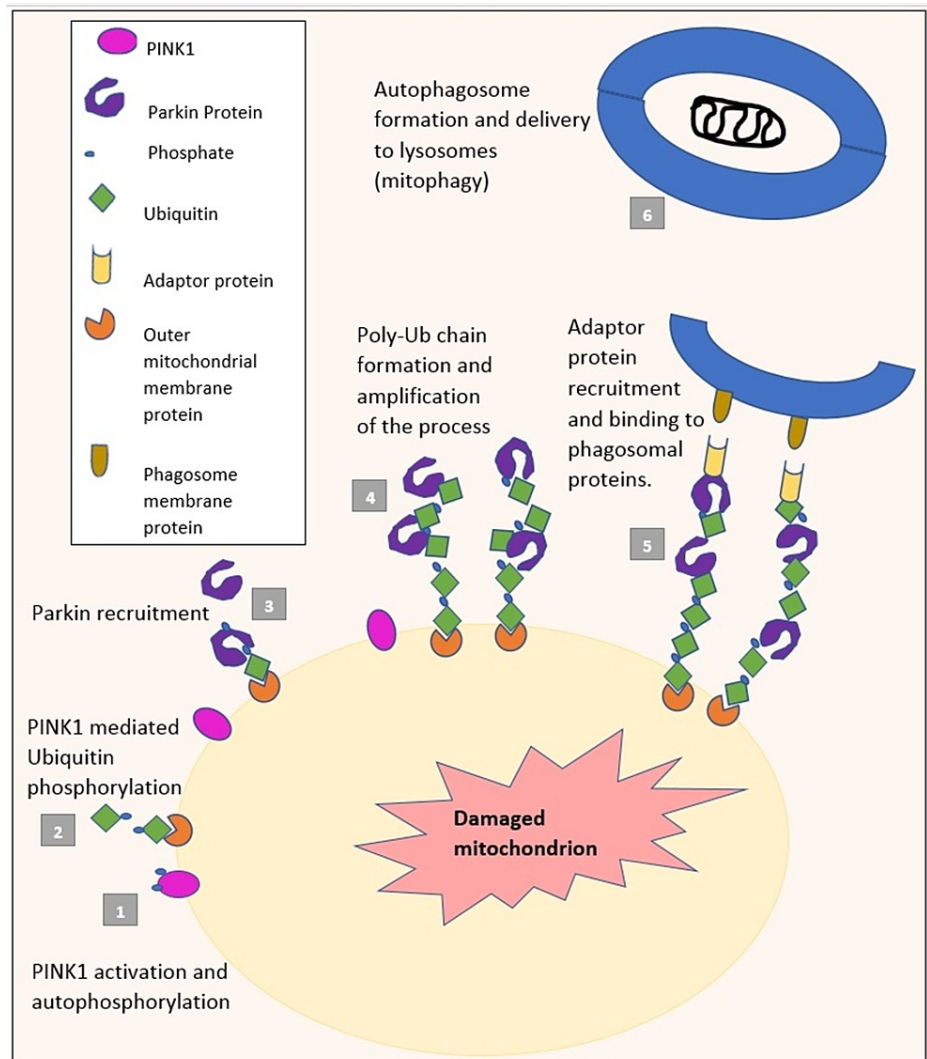 PINK1
Parkin Protein
Phosphate
Ubiquitin
Adaptor protein
Outer
mitochondrial
membrane
protein
Phagosome
membrane
protein
Autophagosome
formation and delivery
to lysosomes
(mitophagy)
6
Poly-Ub chain
formation and
amplification
of the process
4
Adaptor
protein
recruitment
and binding to
phagosomal
proteins.
5
Parkin recruitment
3
PINK1 mediated
Ubiquitin
phosphorylation
2
1
PINK1 activation and
autophosphorylation
Damaged
mitochondrion